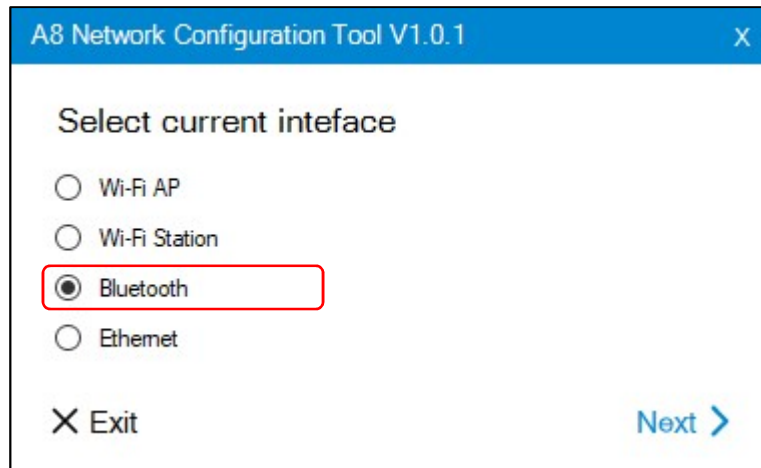 A8 Network Configuration Tool V1.0.1 X
Select current inteface
Wi-Fi AP
Wi-Fi Station
Bluetooth
Ethernet
Exit Next